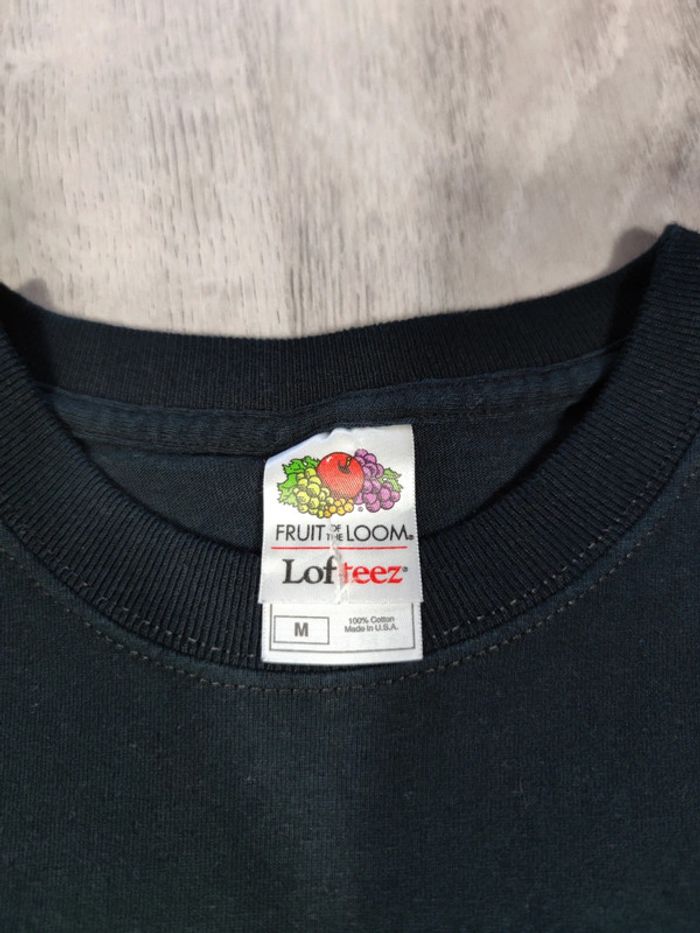 FRUIT OF THE LOOM®
Lofteez®
M
100% Cotton
Made in U.S.A.